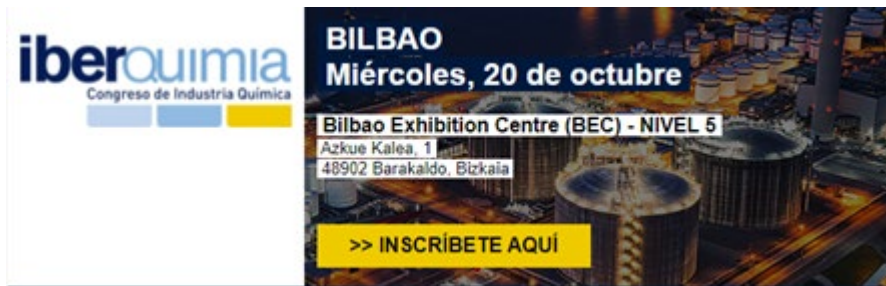 iberquimia
Congreso de Industria Química
BILBAO
Miércoles, 20 de octubre
Bilbao Exhibition Centre (BEC) - NIVEL 5
Azkue Kalea, 1
48902 Barakaldo, Bizkaia
>> INSCRÍBETE AQUÍ